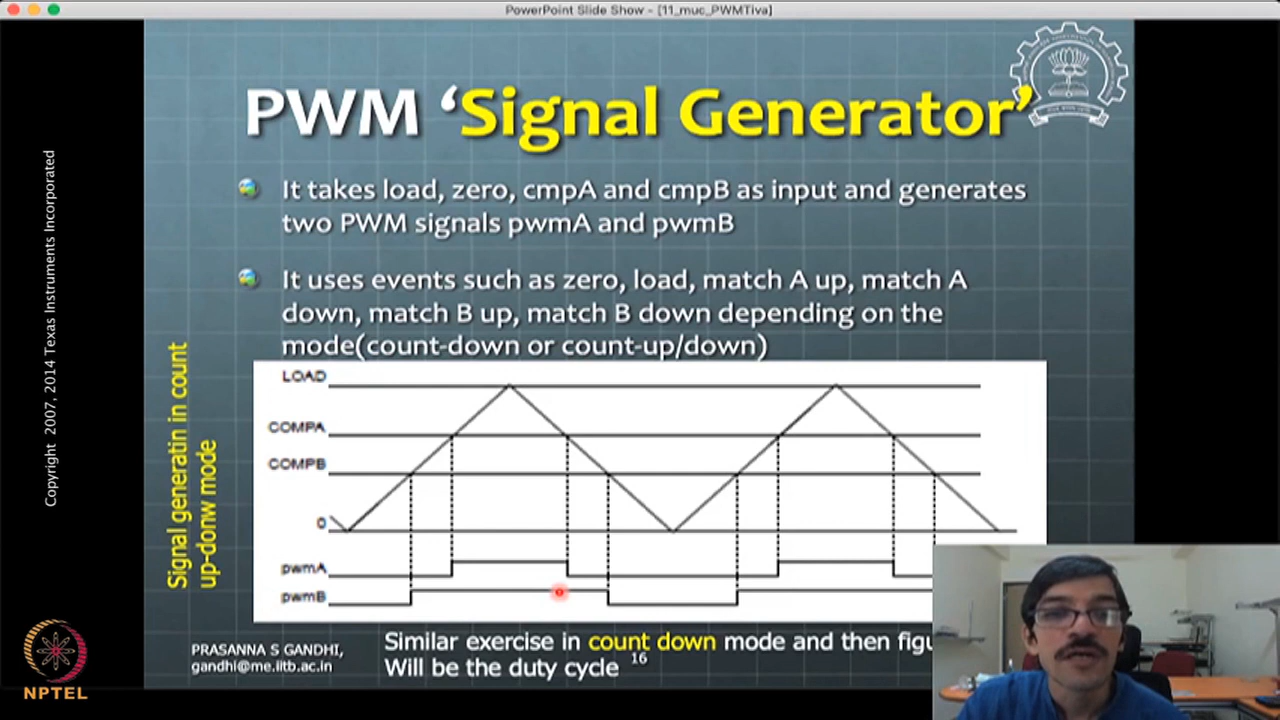 PowerPoint Slide Show - [11_muc_PWMTiva]
PWM ‘Signal Generator’
It takes load, zero, cmpA and cmpB as input and generates
two PWM signals pwmA and pwmB
It uses events such as zero, load, match A up, match A
down, match B up, match B down depending on the
mode(count-down or count-up/down)
LOAD
COMPA
COMPB
0
pwmA
pwmB
Signal generatin in count
up-donw mode
Copyright 2007, 2014 Texas Instruments Incorporated
PRASANNA S GANDHI,
gandhi@me.iitb.ac.in
Similar exercise in count down mode and then figu
Will be the duty cycle
16
NPTEL